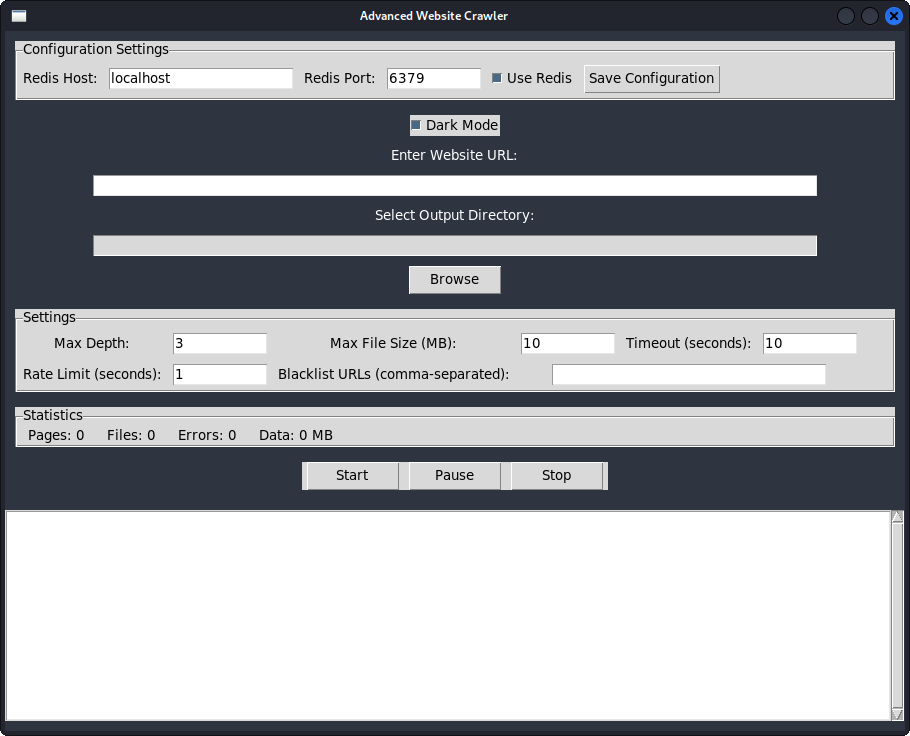 Advanced Website Crawler
Configuration Settings
Redis Host: localhost Redis Port: 6379 Use Redis Save Configuration
Dark Mode
Enter Website URL:
Select Output Directory:
Browse
Settings
Max Depth: 3 Max File Size (MB): 10 Timeout (seconds): 10
Rate Limit (seconds): 1 Blacklist URLs (comma-separated):
Statistics
Pages: 0 Files: 0 Errors: 0 Data: 0 MB
Start Pause Stop